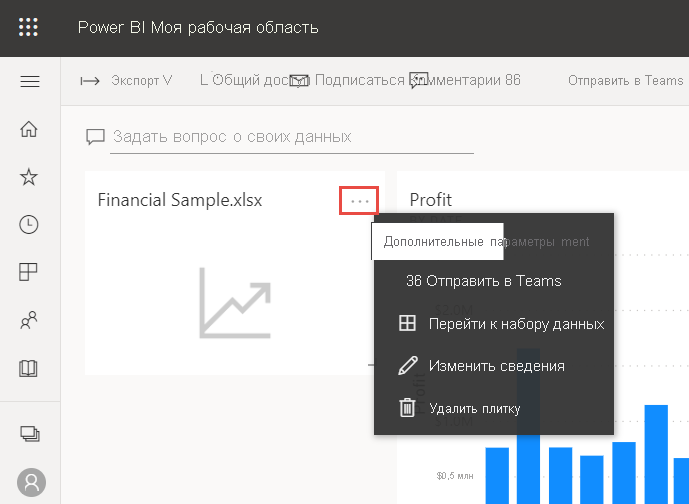 Power BI Моя рабочая область
Экспорт V
L Общий доступ
Подписаться
Комментарии 86
Отправить в Teams
Задать вопрос о своих данных
Financial Sample.xlsx
Profit
Дополнительные параметры ment
36 Отправить в Teams
Перейти к набору данных
Изменить сведения
Удалить плитку
$0,5 млн